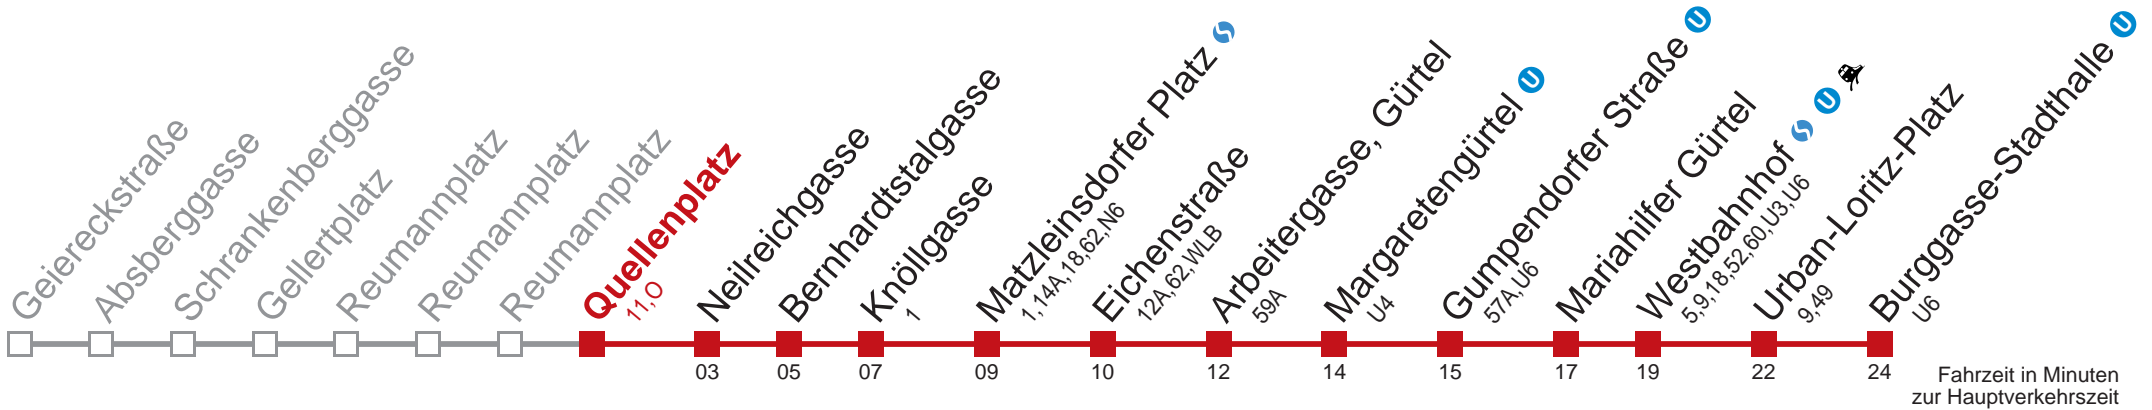 Geiereckstraße
Absberggasse
Schrankenberggasse
Gellertplatz
Reumannplatz
Reumannplatz
Reumannplatz
Quellenplatz
11,O
Neilreichgasse
03
Bernhardtstalgasse
05
Knöllgasse
1
07
Matzleinsdorfer Platz
1,14A,18,62,N6
09
Eichenstraße
12A,62,WLB
10
Arbeitergasse, Gürtel
59A
12
Margaretengürtel U
U4
14
Gumpendorfer Straße U
57A,U6
15
Mariahilfer Gürtel
17
Westbahnhof U
5,9,18,52,60,U3,U6
19
Urban-Loritz-Platz
9,49
22
Burggasse-Stadthalle U
U6
24
Fahrzeit in Minuten
zur Hauptverkehrszeit